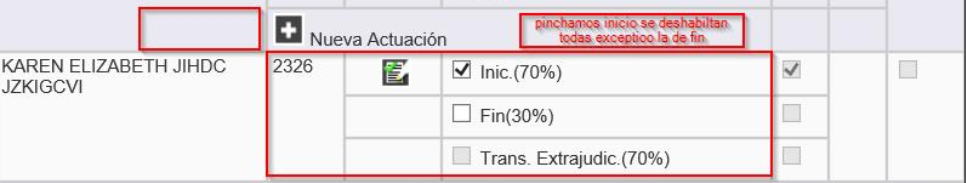 pinchamos inicio se deshabiltan
todas exceptioo la de fin
Nueva Actuación
KAREN ELIZABETH JIHDC
JZKIGCVI
2326
Inic.(70%)
Fin(30%)
Trans. Extrajudic.(70%)